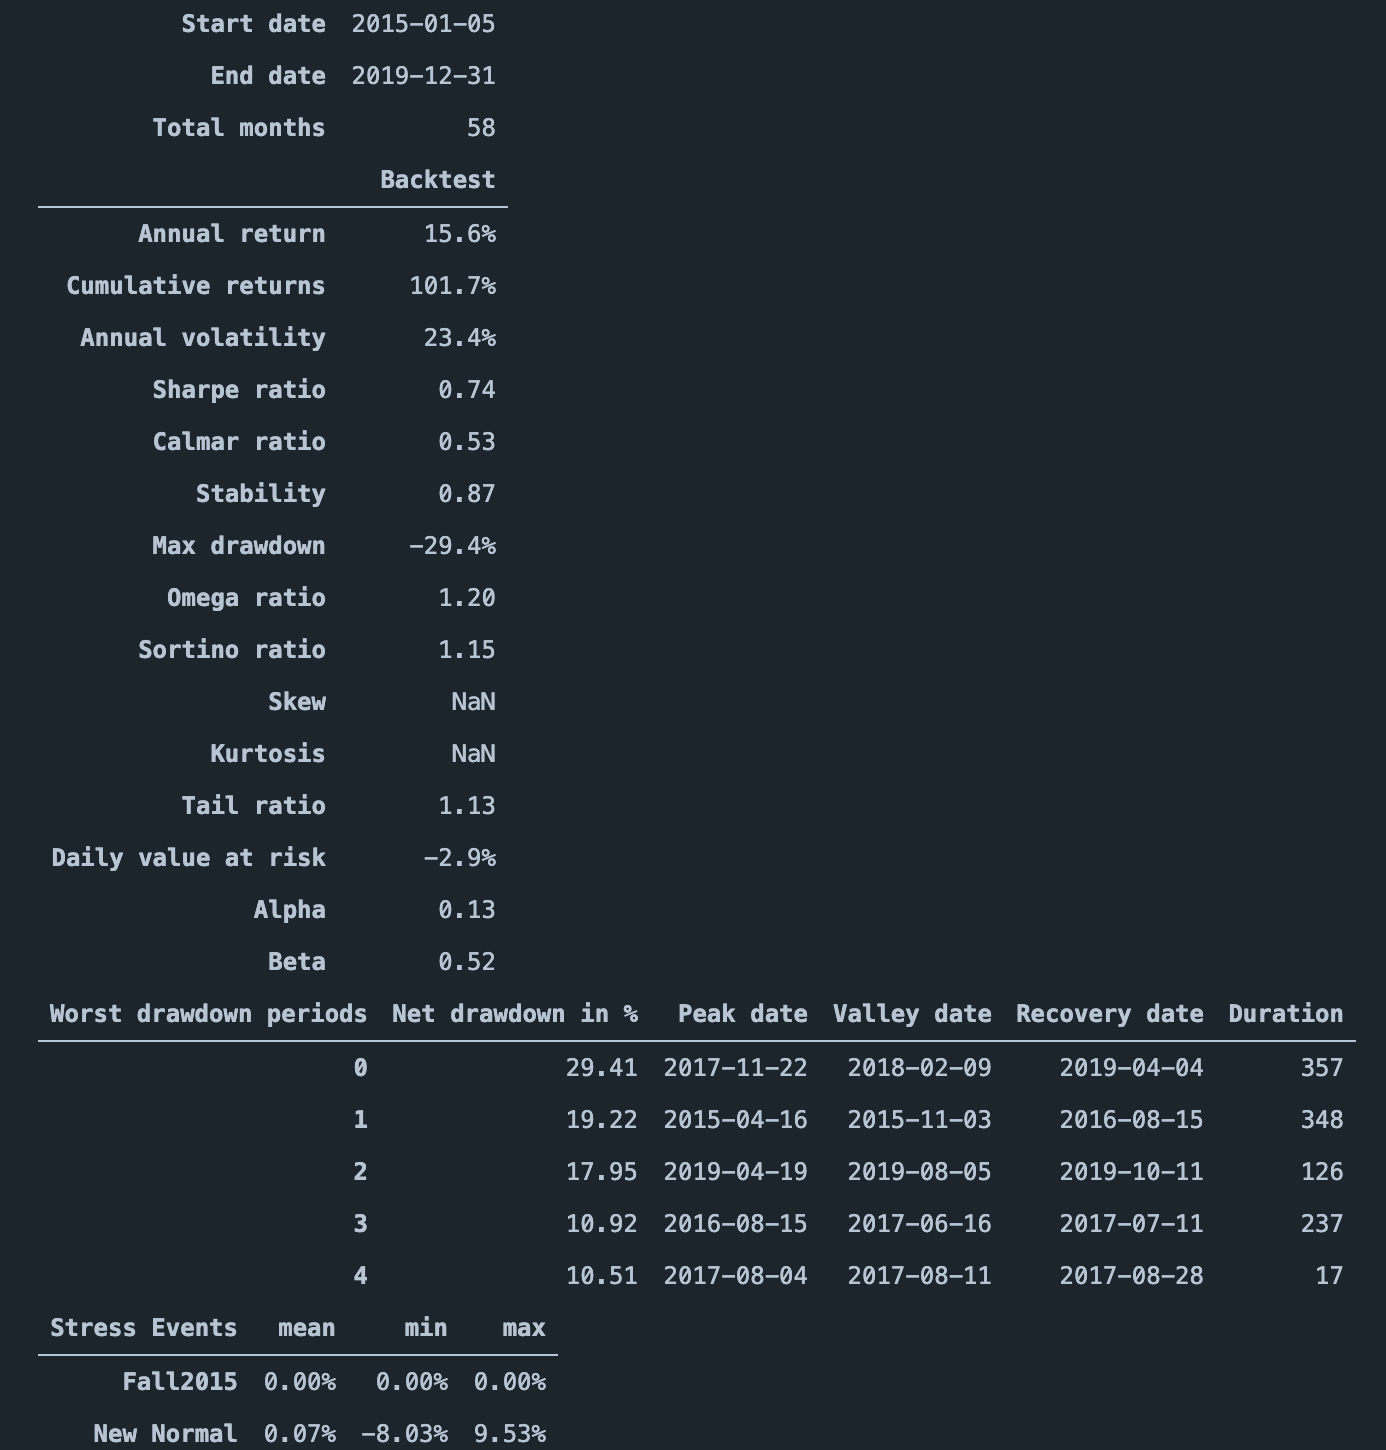 Start date 2015-01-05
End date 2019-12-31
Total months 58
Backtest
Annual return 15.6%
Cumulative returns 101.7%
Annual volatility 23.4%
Sharpe ratio 0.74
Calmar ratio 0.53
Stability 0.87
Max drawdown -29.4%
Omega ratio 1.20
Sortino ratio 1.15
Skew NaN
Kurtosis NaN
Tail ratio 1.13
Daily value at risk -2.9%
Alpha 0.13
Beta 0.52
Worst drawdown periods Net drawdown in % Peak date Valley date Recovery date Duration
0 29.41 2017-11-22 2018-02-09 2019-04-04 357
1 19.22 2015-04-16 2015-11-03 2016-08-15 348
2 17.95 2019-04-19 2019-08-05 2019-10-11 126
3 10.92 2016-08-15 2017-06-16 2017-07-11 237
4 10.51 2017-08-04 2017-08-11 2017-08-28 17
Stress Events mean min max
Fall2015 0.00% 0.00% 0.00%
New Normal 0.07% -8.03% 9.53%